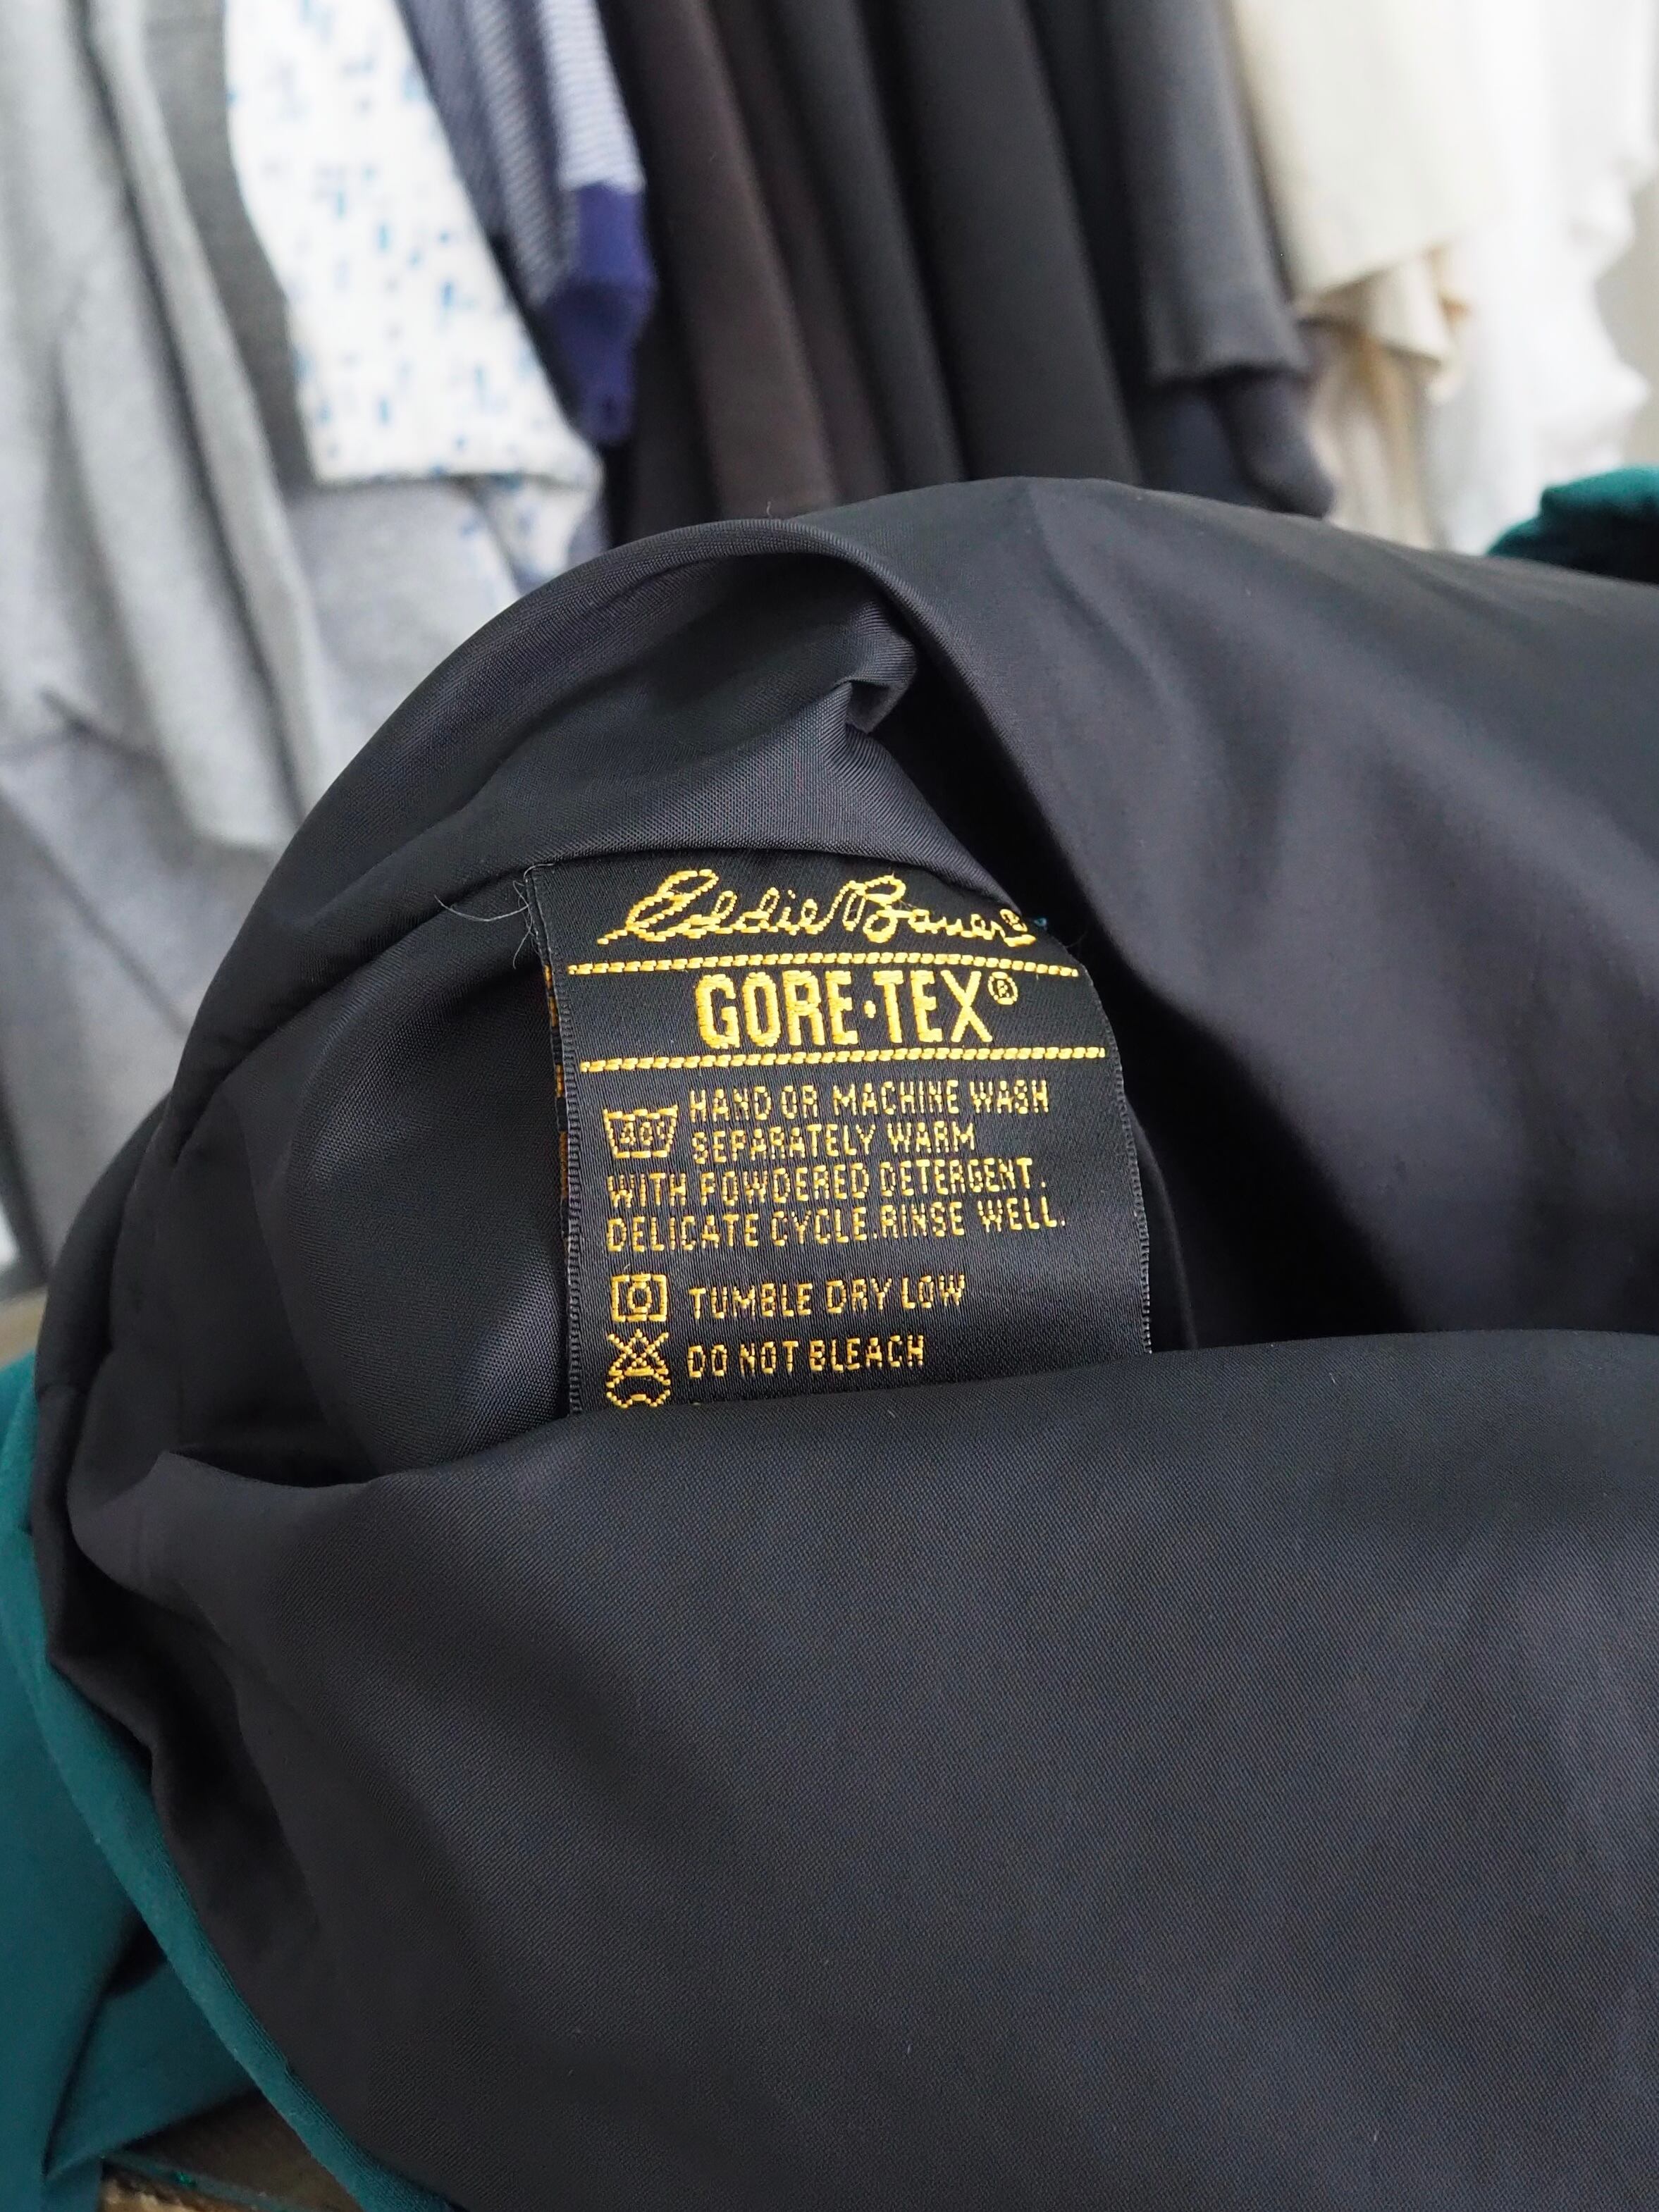 Eddie Bauer®
GORE·TEX®
40° HAND OR MACHINE WASH
SEPARATELY WARM
WITH POWDERED DETERGENT.
DELICATE CYCLE.RINSE WELL.
TUMBLE DRY LOW
DO NOT BLEACH